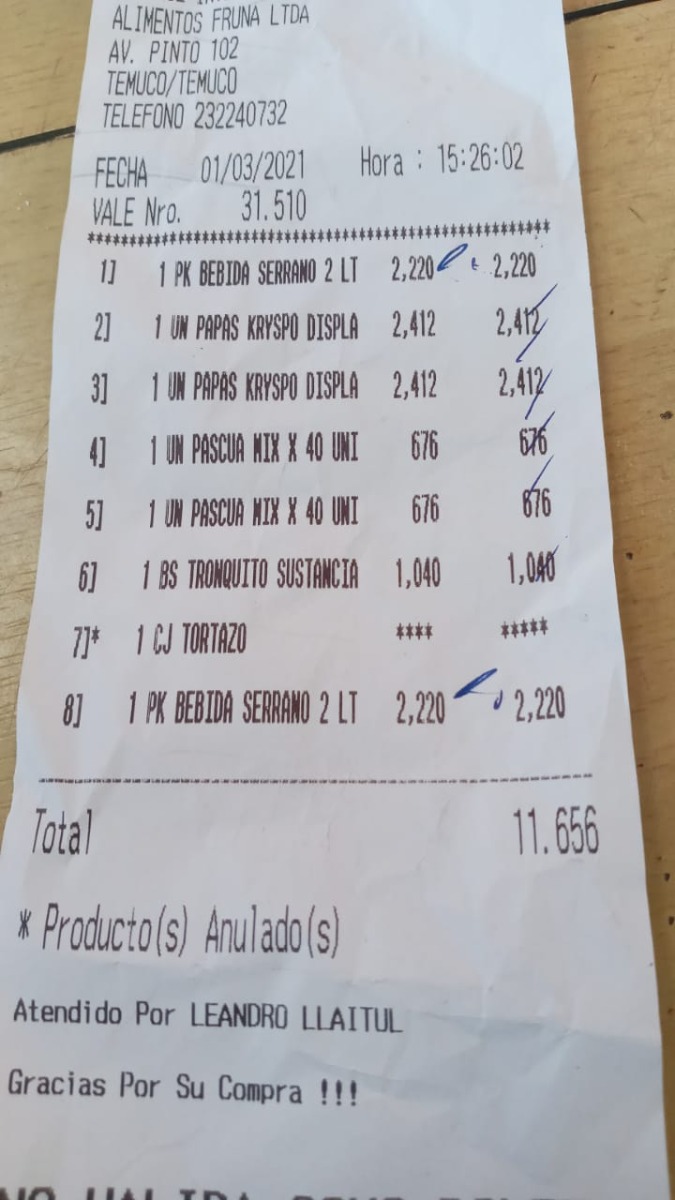 ALIMENTOS FRUNA LTDA
AV. PINTO 102
TEMUCO/TEMUCO
TELEFONO 232240732
FECHA 01/03/2021 Hora : 15:26:02
VALE Nro. 31.510
1] 1 PK BEBIDA SERRANO 2 LT 2,220 2,220
2] 1 UN PAPAS KRYSPO DISPLA 2,412 2,412
3] 1 UN PAPAS KRYSPO DISPLA 2,412 2,412
4] 1 UN PASCUA MIX X 40 UNI 676 676
5] 1 UN PASCUA MIX X 40 UNI 676 676
6] 1 BS TRONQUITO SUSTANCIA 1,040 1,040
7]* 1 CJ TORTAZO **** *****
8] 1 PK BEBIDA SERRANO 2 LT 2,220 2,220
Total 11.656
* Producto(s) Anulado(s)
Atendido Por LEANDRO LLAITUL
Gracias Por Su Compra !!!